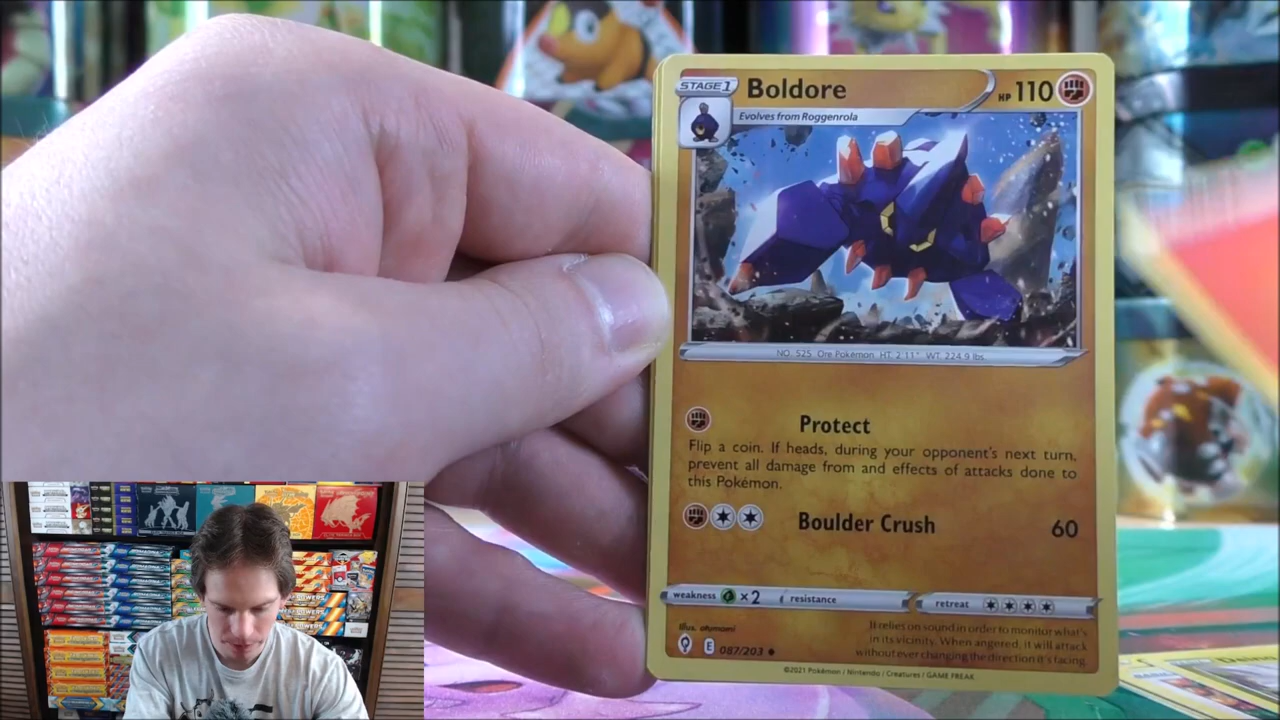 STAGE 1 Boldore HP 110
Evolves from Roggenrola
NO. 525 Ore Pokémon HT: 2'11" WT: 224.9 lbs.
Protect
Flip a coin. If heads, during your opponent's next turn,
prevent all damage from and effects of attacks done to
this Pokémon.
Boulder Crush 60
weakness ×2 resistance retreat
Illus. otumami
It relies on sound in order to monitor what's
in its vicinity. When angered, it will attack
without ever changing the direction it's facing.
E 087/203
©2021 Pokémon / Nintendo / Creatures / GAME FREAK